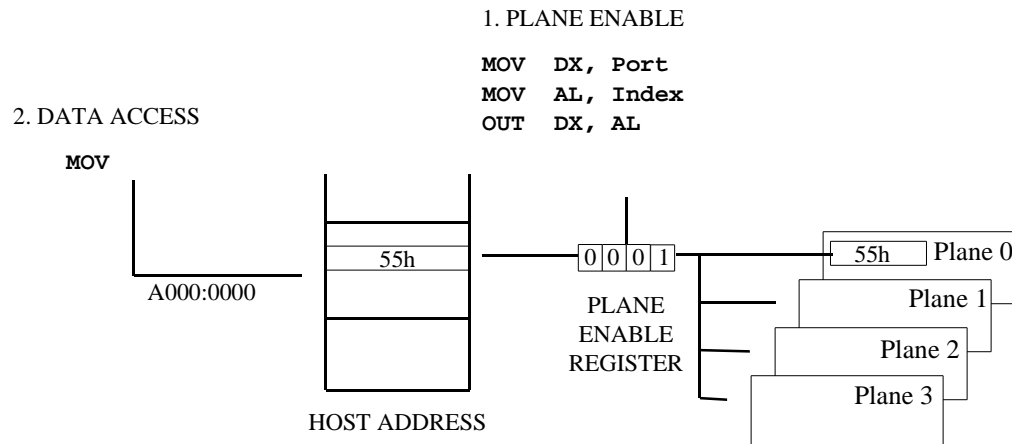 1. PLANE ENABLE
MOV DX, Port
MOV AL, Index
OUT DX, AL
2. DATA ACCESS
MOV
A000:0000
55h
HOST ADDRESS
0 0 0 1
PLANE
ENABLE
REGISTER
55h Plane 0
Plane 1
Plane 2
Plane 3